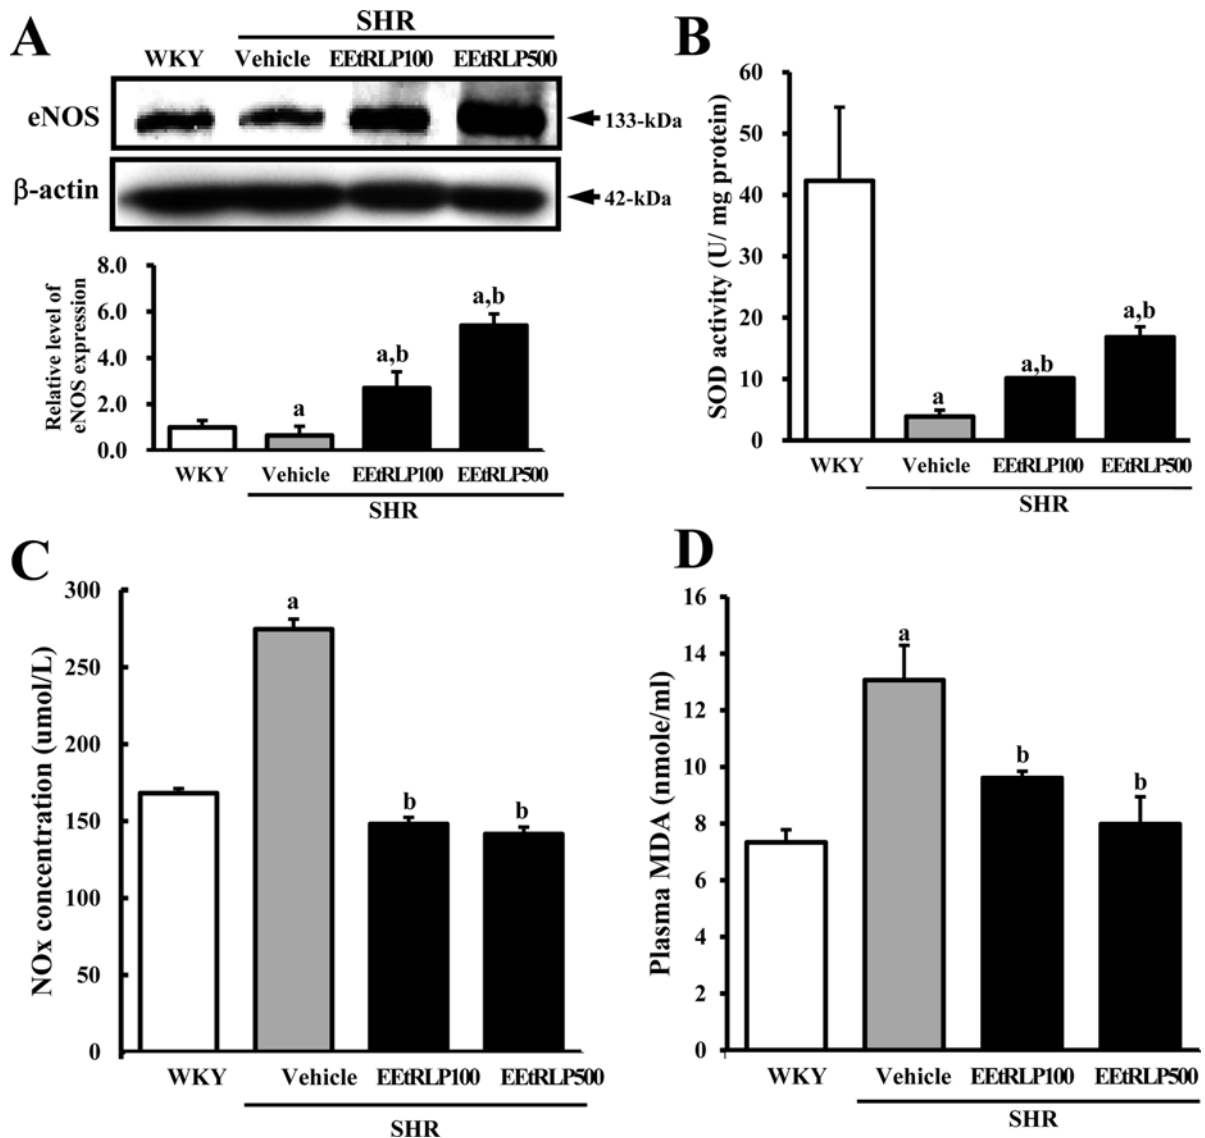 A
SHR
WKY Vehicle EEtRLP100 EEtRLP500
eNOS
133-kDa
β-actin
42-kDa
Relative level of
eNOS expression
8.0
6.0
4.0
2.0
0.0
a
a,b
a,b
WKY Vehicle EEtRLP100 EEtRLP500
SHR
B
SOD activity (U/ mg protein)
60
50
40
30
20
10
0
a
a,b
a,b
WKY Vehicle EEtRLP100 EEtRLP500
SHR
C
NOx concentration (umol/L)
300
250
200
150
100
50
0
a
b
b
WKY Vehicle EEtRLP100 EEtRLP500
SHR
D
Plasma MDA (nmole/ml)
16
14
12
10
8
6
4
2
0
a
b
b
WKY Vehicle EEtRLP100 EEtRLP500
SHR